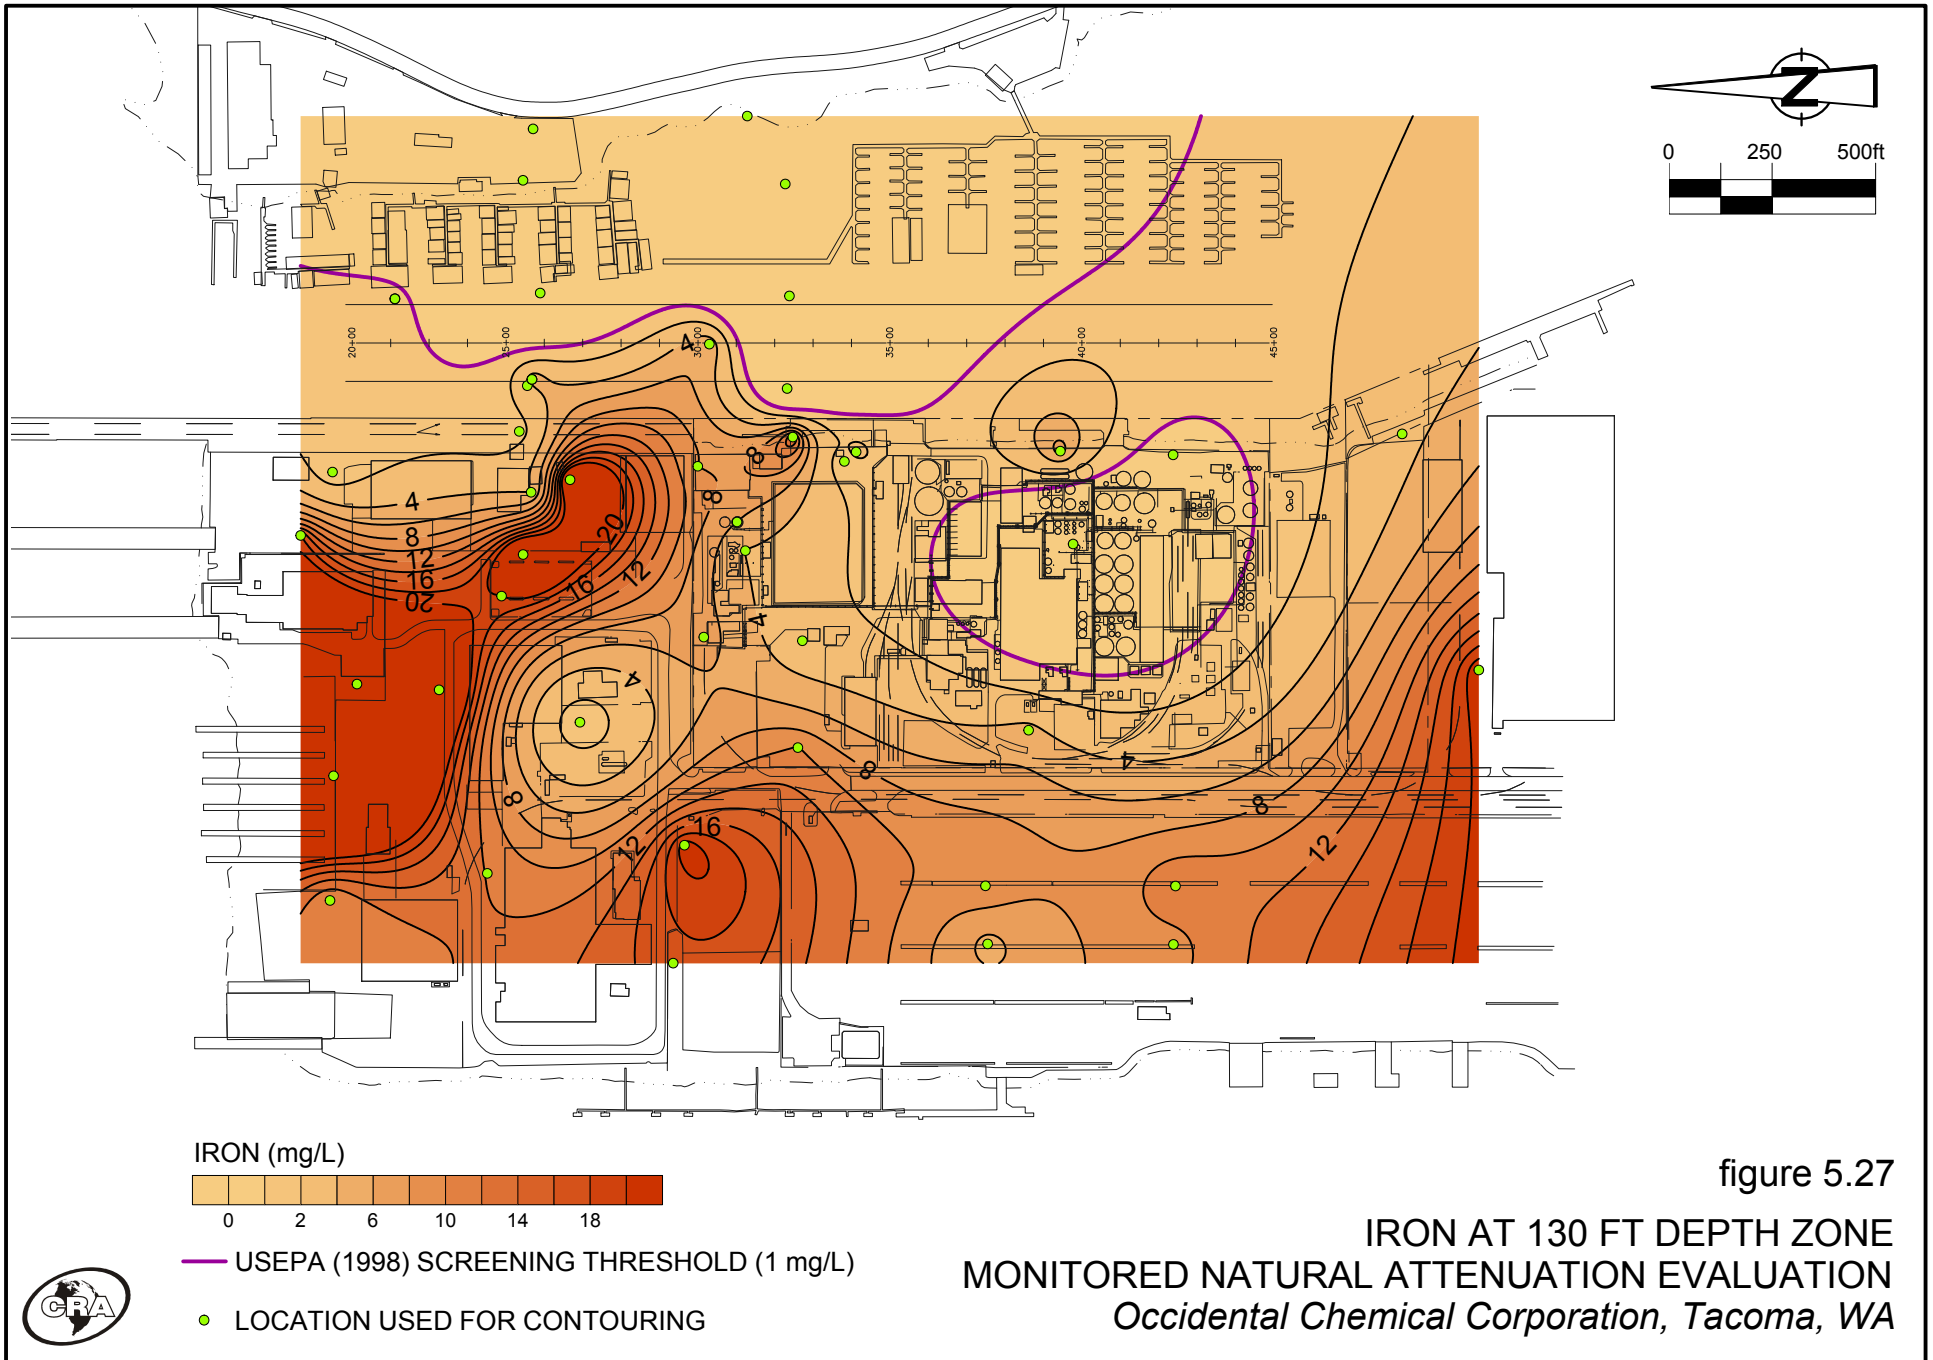 Z
0 250 500ft
20+00
25+00
30+00
35+00
40+00
45+00
4
8
8
4
8
12
16
20
20
16
12
4
4
8
8
4
8
12
12
16
IRON (mg/L)
0 2 6 10 14 18
USEPA (1998) SCREENING THRESHOLD (1 mg/L)
LOCATION USED FOR CONTOURING
CRA
figure 5.27
IRON AT 130 FT DEPTH ZONE
MONITORED NATURAL ATTENUATION EVALUATION
Occidental Chemical Corporation, Tacoma, WA